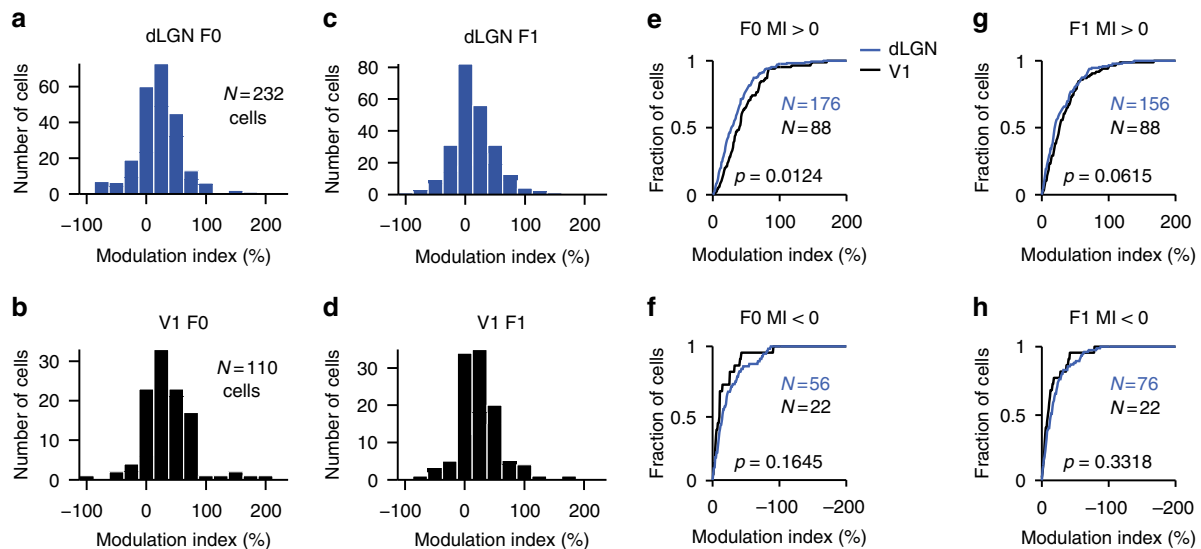 a
dLGN F0
Number of cells
60
40
20
0
N=232
cells
−100
0
100
200
Modulation index (%)
b
V1 F0
Number of cells
30
20
10
0
N=110
cells
−100
0
100
200
Modulation index (%)
c
dLGN F1
Number of cells
80
60
40
20
0
−100
0
100
200
Modulation index (%)
d
V1 F1
Number of cells
30
20
10
0
−100
0
100
200
Modulation index (%)
e
F0 MI > 0
dLGN
V1
Fraction of cells
1
0.5
0
N=176
N=88
p = 0.0124
0
100
200
Modulation index (%)
f
F0 MI < 0
Fraction of cells
1
0.5
0
N=56
N=22
p = 0.1645
0
−100
−200
Modulation index (%)
g
F1 MI > 0
Fraction of cells
1
0.5
0
N=156
N=88
p = 0.0615
0
100
200
Modulation index (%)
h
F1 MI < 0
Fraction of cells
1
0.5
0
N=76
N=22
p = 0.3318
0
−100
−200
Modulation index (%)